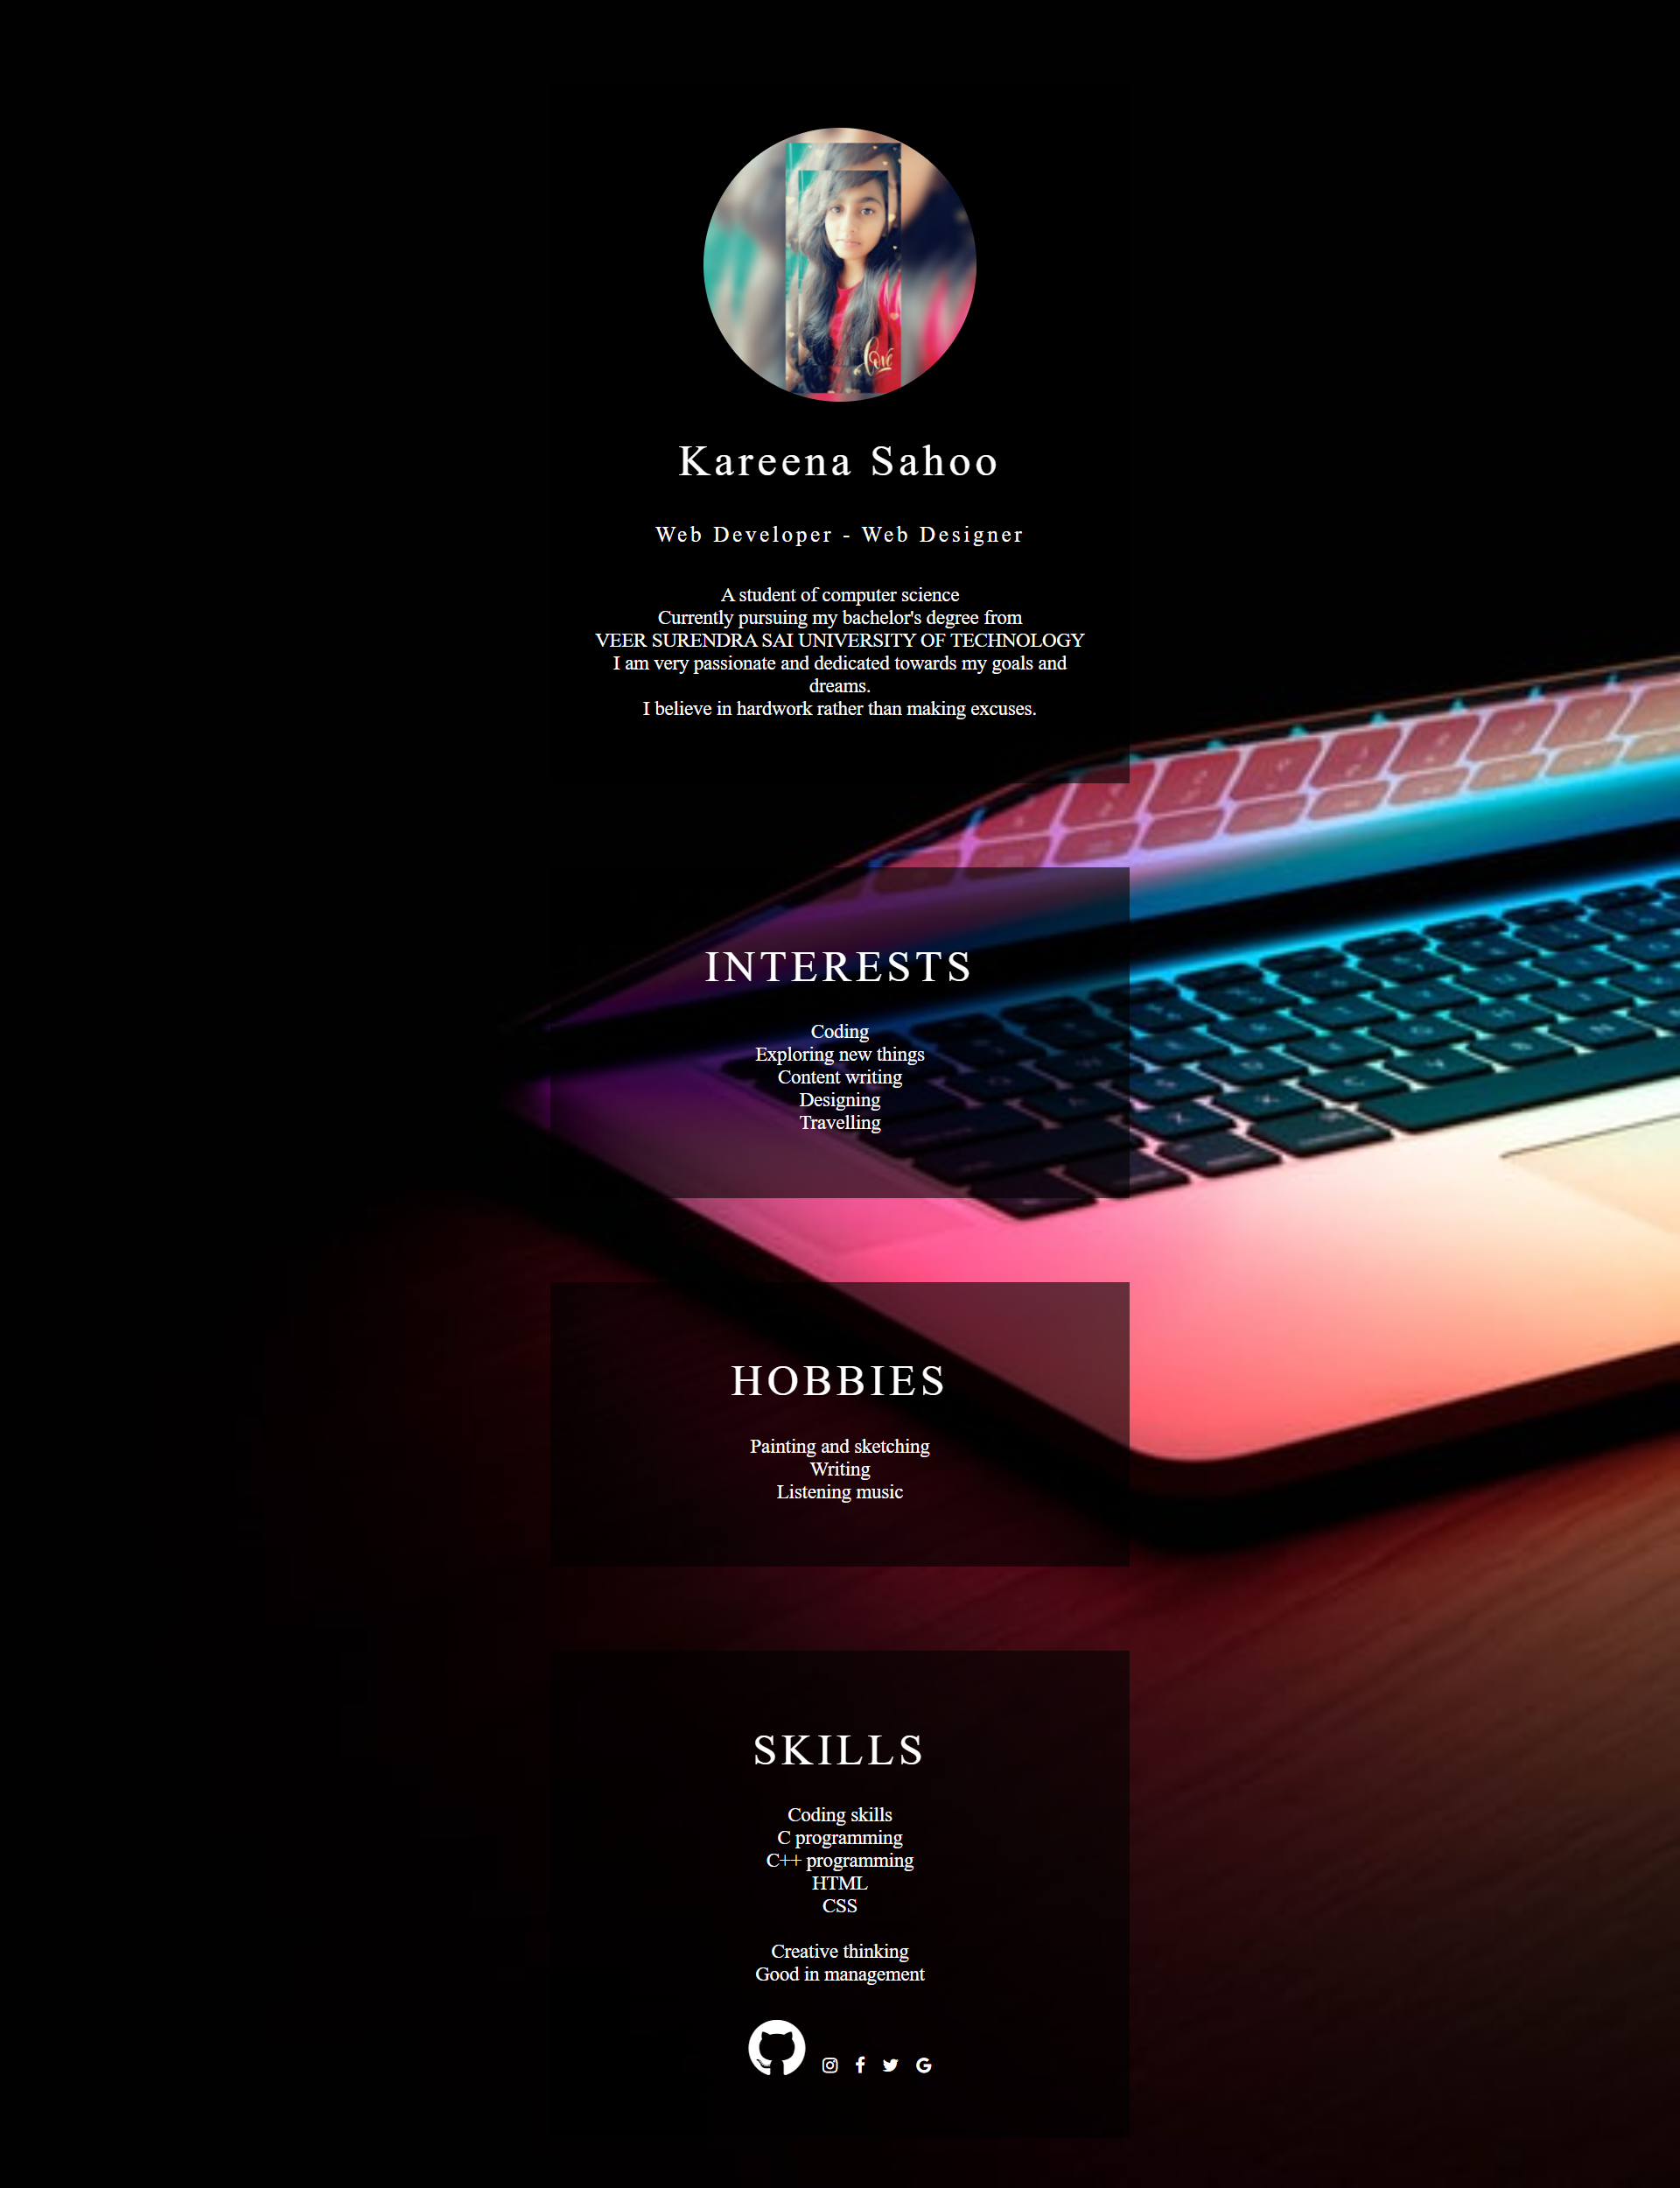 love
Kareena Sahoo
Web Developer - Web Designer
A student of computer science
Currently pursuing my bachelor's degree from
VEER SURENDRA SAI UNIVERSITY OF TECHNOLOGY
I am very passionate and dedicated towards my goals and
dreams.
I believe in hardwork rather than making excuses.
INTERESTS
Coding
Exploring new things
Content writing
Designing
Travelling
HOBBIES
Painting and sketching
Writing
Listening music
SKILLS
Coding skills
C programming
C++ programming
HTML
CSS
Creative thinking
Good in management